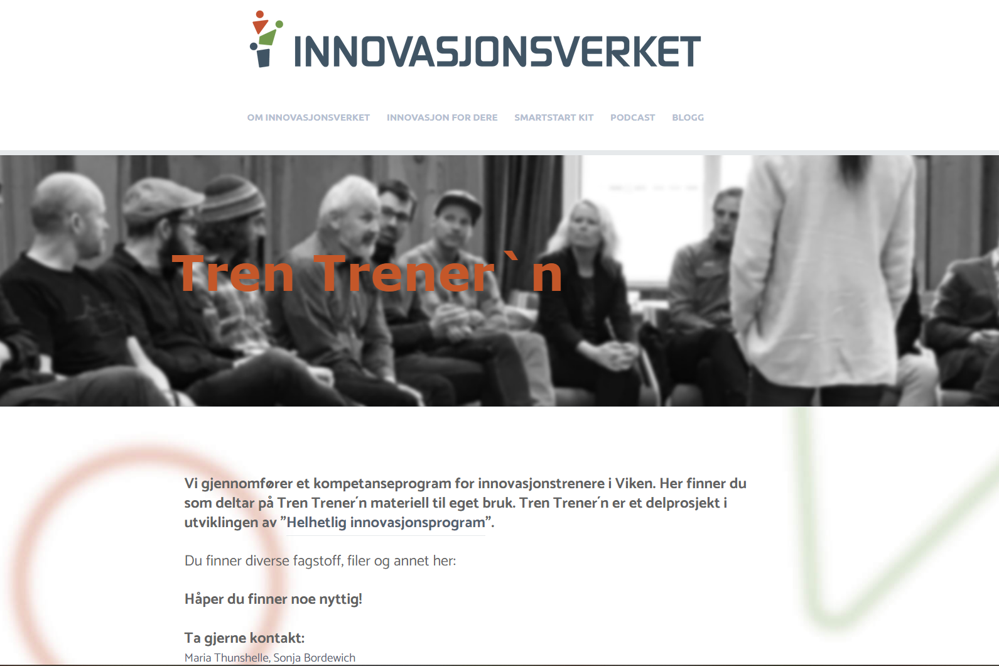 INNOVASJONSVERKET
OM INNOVASJONSVERKET INNOVASJON FOR DERE SMARTSTART KIT PODCAST BLOGG
Tren Trener`n
Vi gjennomfører et kompetanseprogram for innovasjonstrenere i Viken. Her finner du
som deltar på Tren Trener´n materiell til eget bruk. Tren Trener´n er et delprosjekt i
utviklingen av ”Helhetlig innovasjonsprogram”.
Du finner diverse fagstoff, filer og annet her:
Håper du finner noe nyttig!
Ta gjerne kontakt:
Maria Thunshelle, Sonja Bordewich